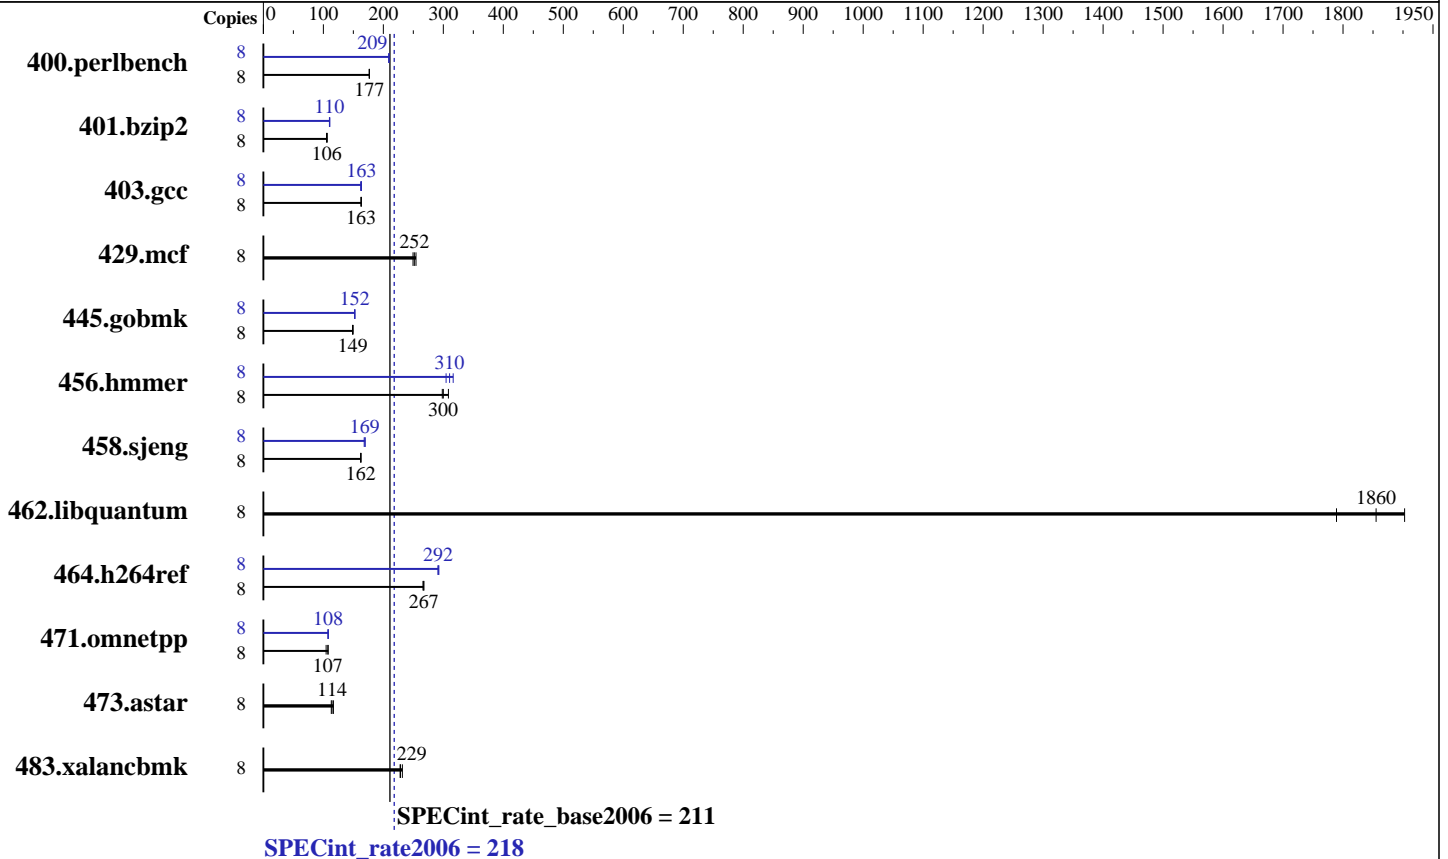 Copies 0 100 200 300 400 500 600 700 800 900 1000 1100 1200 1300 1400 1500 1600 1700 1800 1950
400.perlbench 8 209
8 177
401.bzip2 8 110
8 106
403.gcc 8 163
8 163
429.mcf 8 252
445.gobmk 8 152
8 149
456.hmmer 8 310
8 300
458.sjeng 8 169
8 162
462.libquantum 8 1860
464.h264ref 8 292
8 267
471.omnetpp 8 108
8 107
473.astar 8 114
483.xalancbmk 8 229
SPECint_rate_base2006 = 211
SPECint_rate2006 = 218